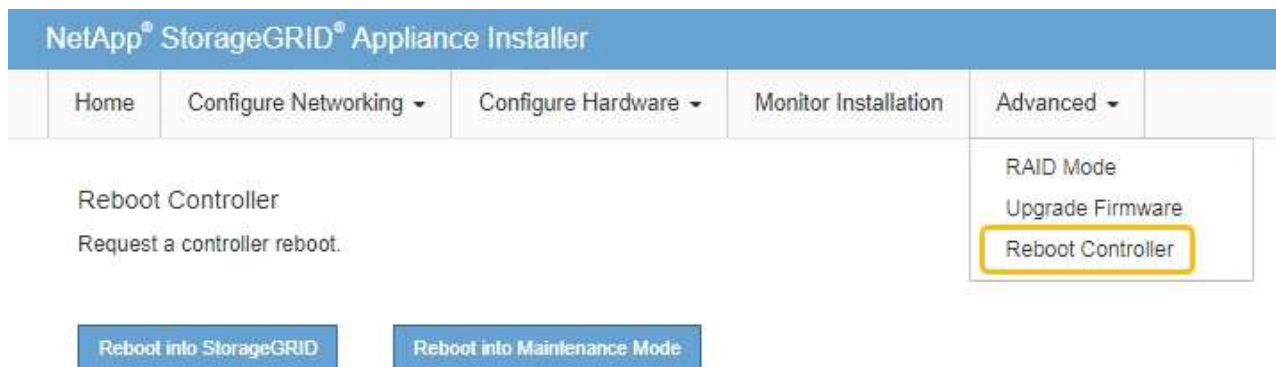 NetApp® StorageGRID® Appliance Installer
Home Configure Networking Configure Hardware Monitor Installation Advanced
RAID Mode
Upgrade Firmware
Reboot Controller
Reboot Controller
Request a controller reboot.
Reboot into StorageGRID Reboot into Maintenance Mode